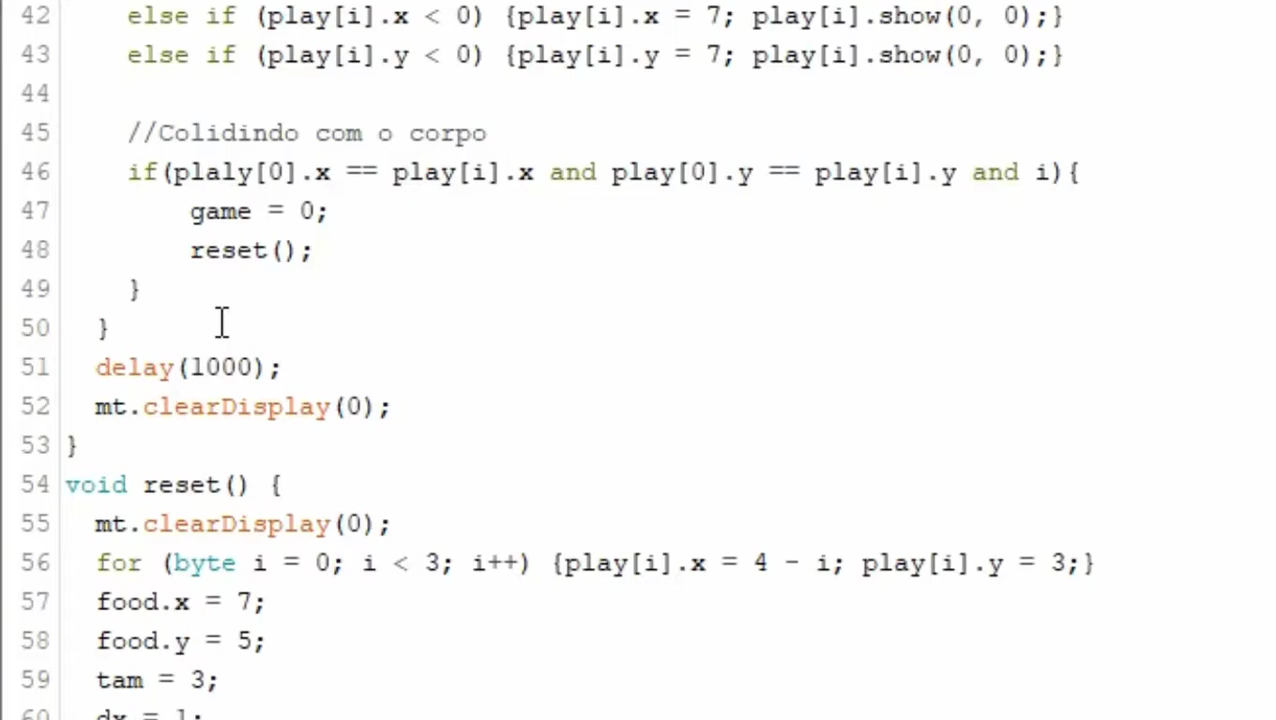 42 else if (play[i].x < 0) {play[i].x = 7; play[i].show(0, 0);}
43 else if (play[i].y < 0) {play[i].y = 7; play[i].show(0, 0);}
44
45 //Colidindo com o corpo
46 if(plaly[0].x == play[i].x and play[0].y == play[i].y and i){
47 game = 0;
48 reset();
49 }
50 }
51 delay(1000);
52 mt.clearDisplay(0);
53 }
54 void reset() {
55 mt.clearDisplay(0);
56 for (byte i = 0; i < 3; i++) {play[i].x = 4 - i; play[i].y = 3;}
57 food.x = 7;
58 food.y = 5;
59 tam = 3;
60 dx = 1;